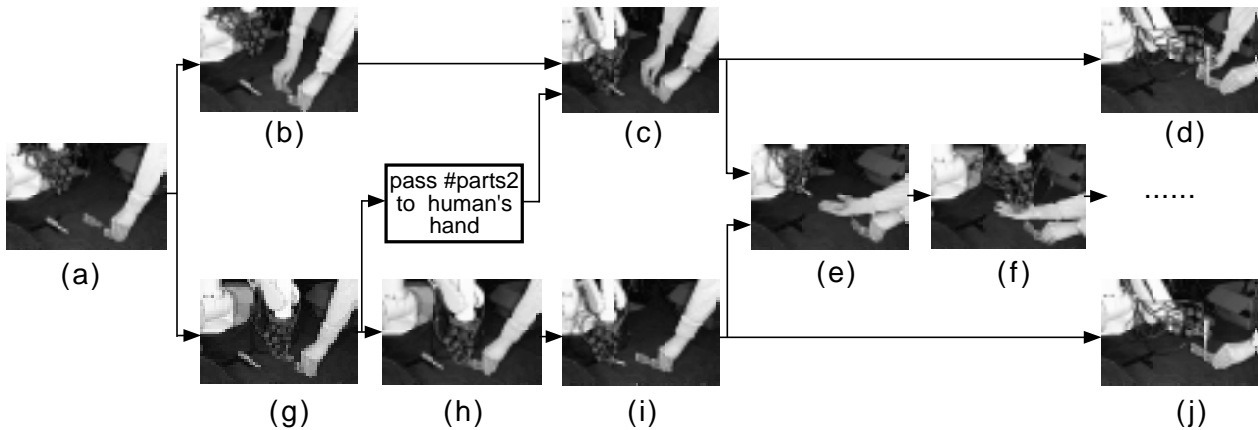 (b)
(c)
(d)
pass #parts2
to human's
hand
(a)
(e)
(f)
......
(g)
(h)
(i)
(j)